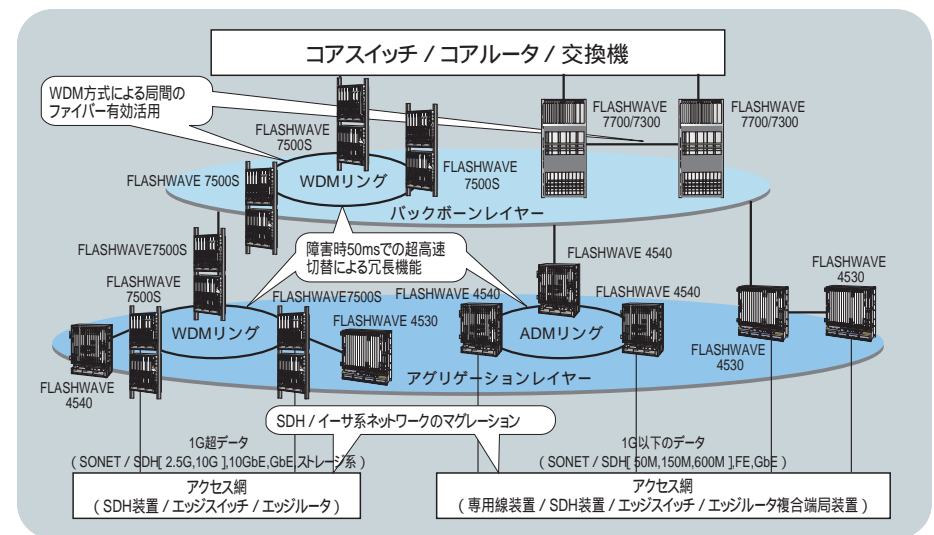 コアスイッチ / コアルータ / 交換機
WDM方式による局間の
ファイバー有効活用
FLASHWAVE
7500S
FLASHWAVE
7700/7300
FLASHWAVE
7700/7300
FLASHWAVE 7500S
WDMリング
FLASHWAVE
7500S
バックボーンレイヤー
FLASHWAVE7500S
障害時50msでの超高速
切替による冗長機能
FLASHWAVE 4540
FLASHWAVE
4530
FLASHWAVE
7500S
FLASHWAVE7500S
FLASHWAVE 4540
FLASHWAVE 4540
WDMリング
FLASHWAVE 4530
ADMリング
FLASHWAVE
4530
FLASHWAVE
4540
アグリゲーションレイヤー
SDH / イーサ系ネットワークのマグレーション
1G超データ
( SONET / SDH[ 2.5G,10G ],10GbE,GbE,ストレージ系 )
1G以下のデータ
( SONET / SDH[ 50M,150M,600M ],FE,GbE )
アクセス網
( SDH装置 / エッジスイッチ / エッジルータ )
アクセス網
( 専用線装置 / SDH装置 / エッジスイッチ / エッジルータ複合端局装置 )